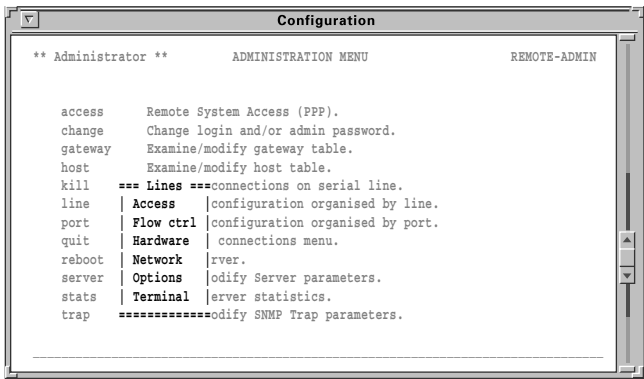 Configuration
** Administrator ** ADMINISTRATION MENU REMOTE-ADMIN
access Remote System Access (PPP).
change Change login and/or admin password.
gateway Examine/modify gateway table.
host Examine/modify host table.
kill === Lines ===connections on serial line.
line | Access |configuration organised by line.
port | Flow ctrl |configuration organised by port.
quit | Hardware | connections menu.
reboot | Network |rver.
server | Options |odify Server parameters.
stats | Terminal |erver statistics.
trap =============odify SNMP Trap parameters.